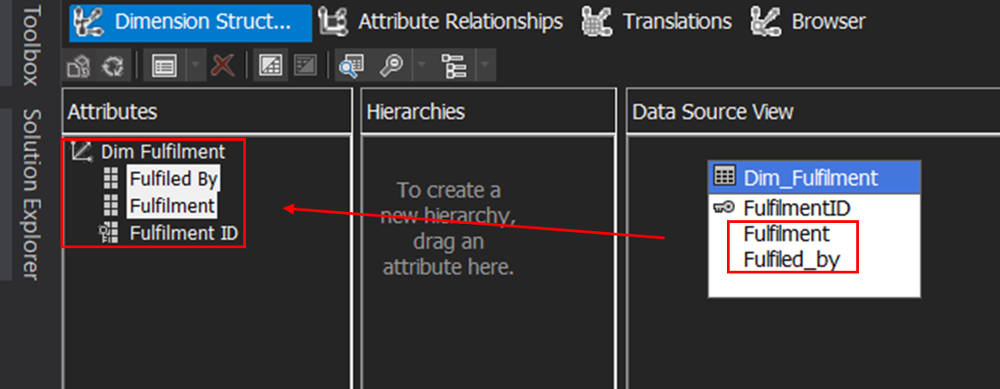 Toolbox
Solution Explorer
Dimension Struct...
Attribute Relationships
Translations
Browser
Attributes
Dim Fulfilment
Fulfiled By
Fulfilment
Fulfilment ID
Hierarchies
To create a
new hierarchy,
drag an
attribute here.
Data Source View
Dim_Fulfilment
FulfilmentID
Fulfilment
Fulfiled_by